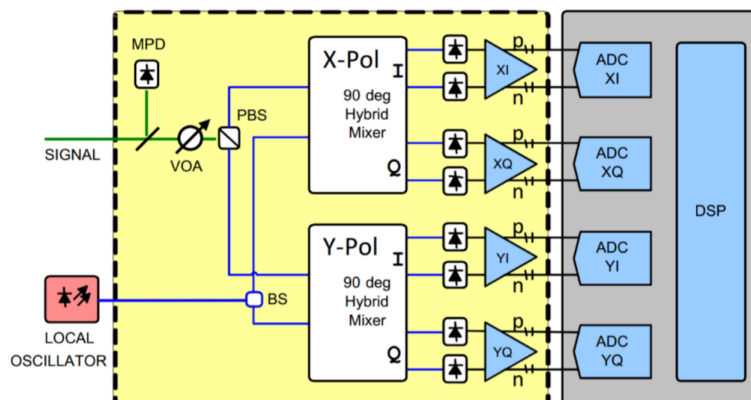 MPD
SIGNAL
VOA
PBS
LOCAL
OSCILLATOR
BS
X-Pol
I
90 deg
Hybrid
Mixer
Q
Y-Pol
I
90 deg
Hybrid
Mixer
Q
p
XI
n
p
XQ
n
p
YI
n
p
YQ
n
ADC
XI
ADC
XQ
ADC
YI
ADC
YQ
DSP